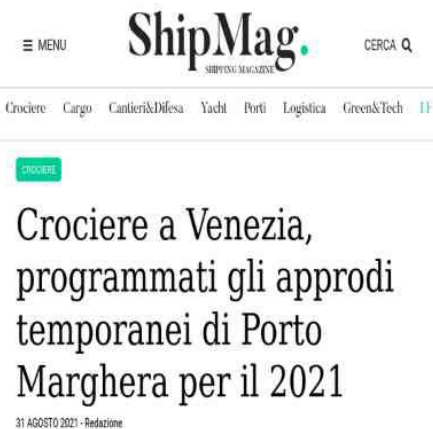 ≡ MENU
ShipMag.
SHIPPING MAGAZINE
CERCA
Crociere Cargo Cantieri&Difesa Yacht Porti Logistica Green&Tech
CROCIERE
Crociere a Venezia,
programmati gli approdi
temporanei di Porto
Marghera per il 2021
31 AGOSTO 2021 - Redazione